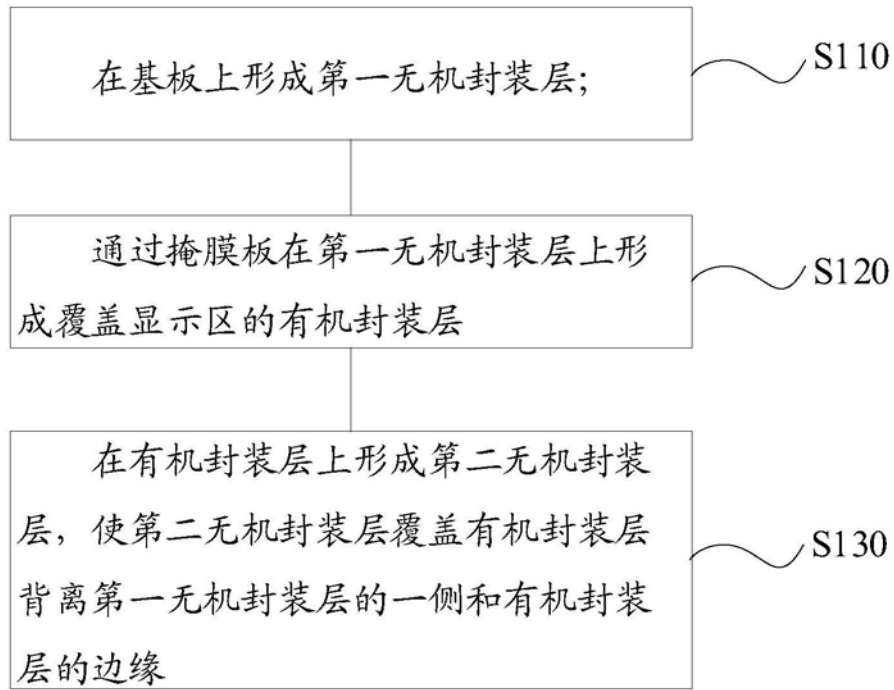 在基板上形成第一无机封装层;
S110
通过掩膜板在第一无机封装层上形
成覆盖显示区的有机封装层
S120
在有机封装层上形成第二无机封装
层，使第二无机封装层覆盖有机封装层
背离第一无机封装层的一侧和有机封装
层的边缘
S130